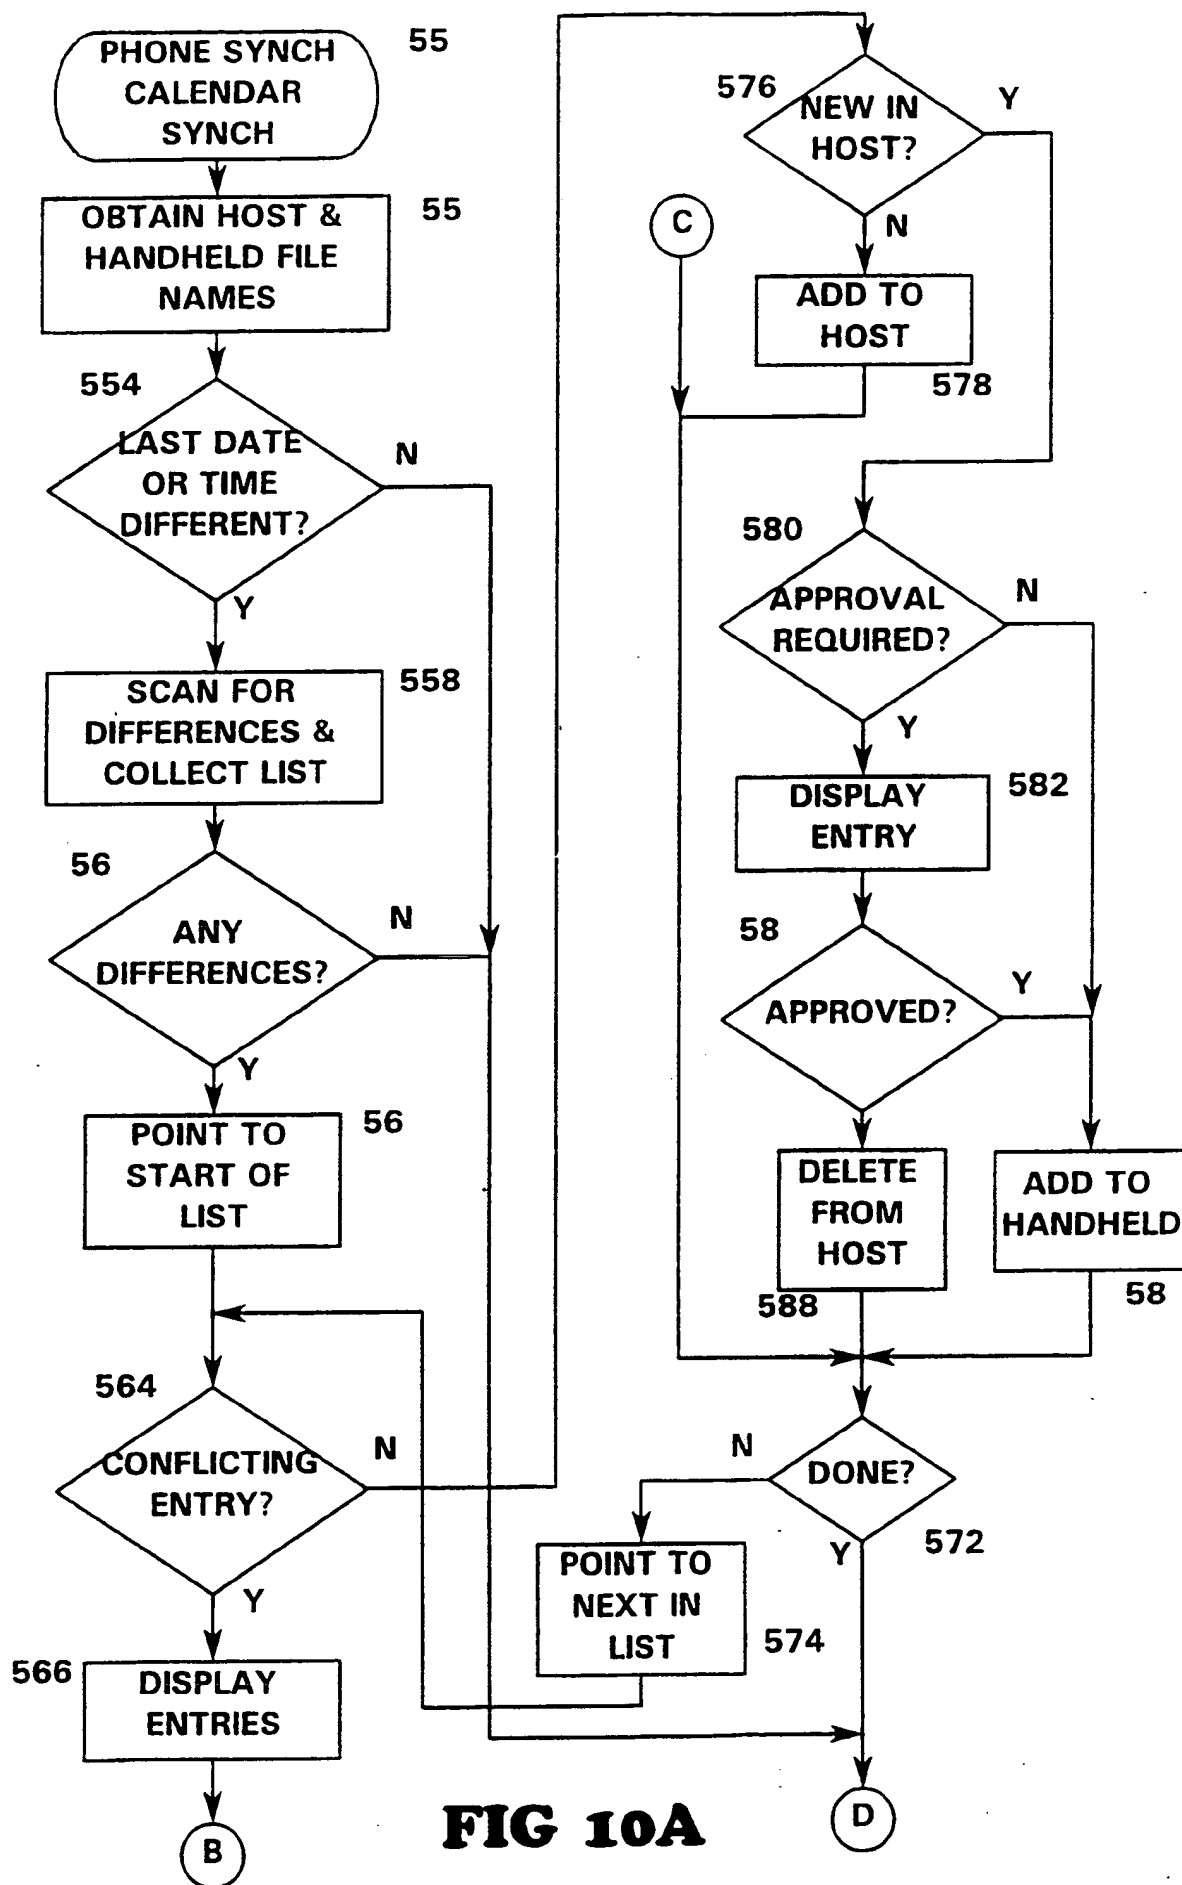 PHONE SYNCH
CALENDAR
SYNCH
55
OBTAIN HOST &
HANDHELD FILE
NAMES
55
554
LAST DATE
OR TIME
DIFFERENT?
N
Y
SCAN FOR
DIFFERENCES &
COLLECT LIST
558
56
ANY
DIFFERENCES?
N
Y
POINT TO
START OF
LIST
56
564
CONFLICTING
ENTRY?
N
Y
566
DISPLAY
ENTRIES
B
576
NEW IN
HOST?
Y
N
C
ADD TO
HOST
578
580
APPROVAL
REQUIRED?
N
Y
DISPLAY
ENTRY
582
58
APPROVED?
Y
DELETE
FROM
HOST
588
ADD TO
HANDHELD
58
DONE?
N
Y
572
POINT TO
NEXT IN
LIST
574
D
FIG 10A